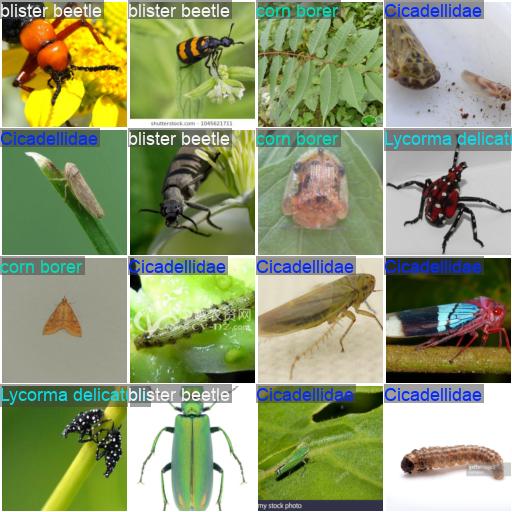 blister beetle
blister beetle
corn borer
Cicadellidae
shutterstock.com · 1045621711
Cicadellidae
blister beetle
corn borer
Lycorma delicat
corn borer
Cicadellidae
Cicadellidae
Cicadellidae
Lycorma delicat
blister beetle
Cicadellidae
Cicadellidae
my stock photo